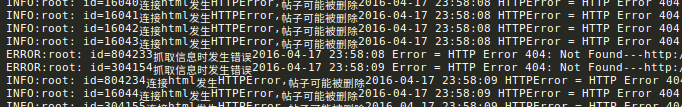 INFO:root: id=16040连接html发生HTTPError,帖子可能被删除2016-04-17 23:58:08 HTTPError = HTTP Error 404
INFO:root: id=16041连接html发生HTTPError,帖子可能被删除2016-04-17 23:58:08 HTTPError = HTTP Error 404
INFO:root: id=16042连接html发生HTTPError,帖子可能被删除2016-04-17 23:58:08 HTTPError = HTTP Error 404
INFO:root: id=16043连接html发生HTTPError,帖子可能被删除2016-04-17 23:58:08 HTTPError = HTTP Error 404
ERROR:root: id=804233抓取信息时发生错误2016-04-17 23:58:08 Error = HTTP Error 404: Not Found---http:/
ERROR:root: id=304154抓取信息时发生错误2016-04-17 23:58:09 Error = HTTP Error 404: Not Found---http:/
INFO:root: id=804234连接html发生HTTPError,帖子可能被删除2016-04-17 23:58:09 HTTPError = HTTP Error 40
INFO:root: id=16044连接html发生HTTPError,帖子可能被删除2016-04-17 23:58:09 HTTPError = HTTP Error 404
INFO:root: id=304155连接html发生HTTPError,帖子可能被删除2016-04-17 23:58:09 HTTPError = HTTP Error 40